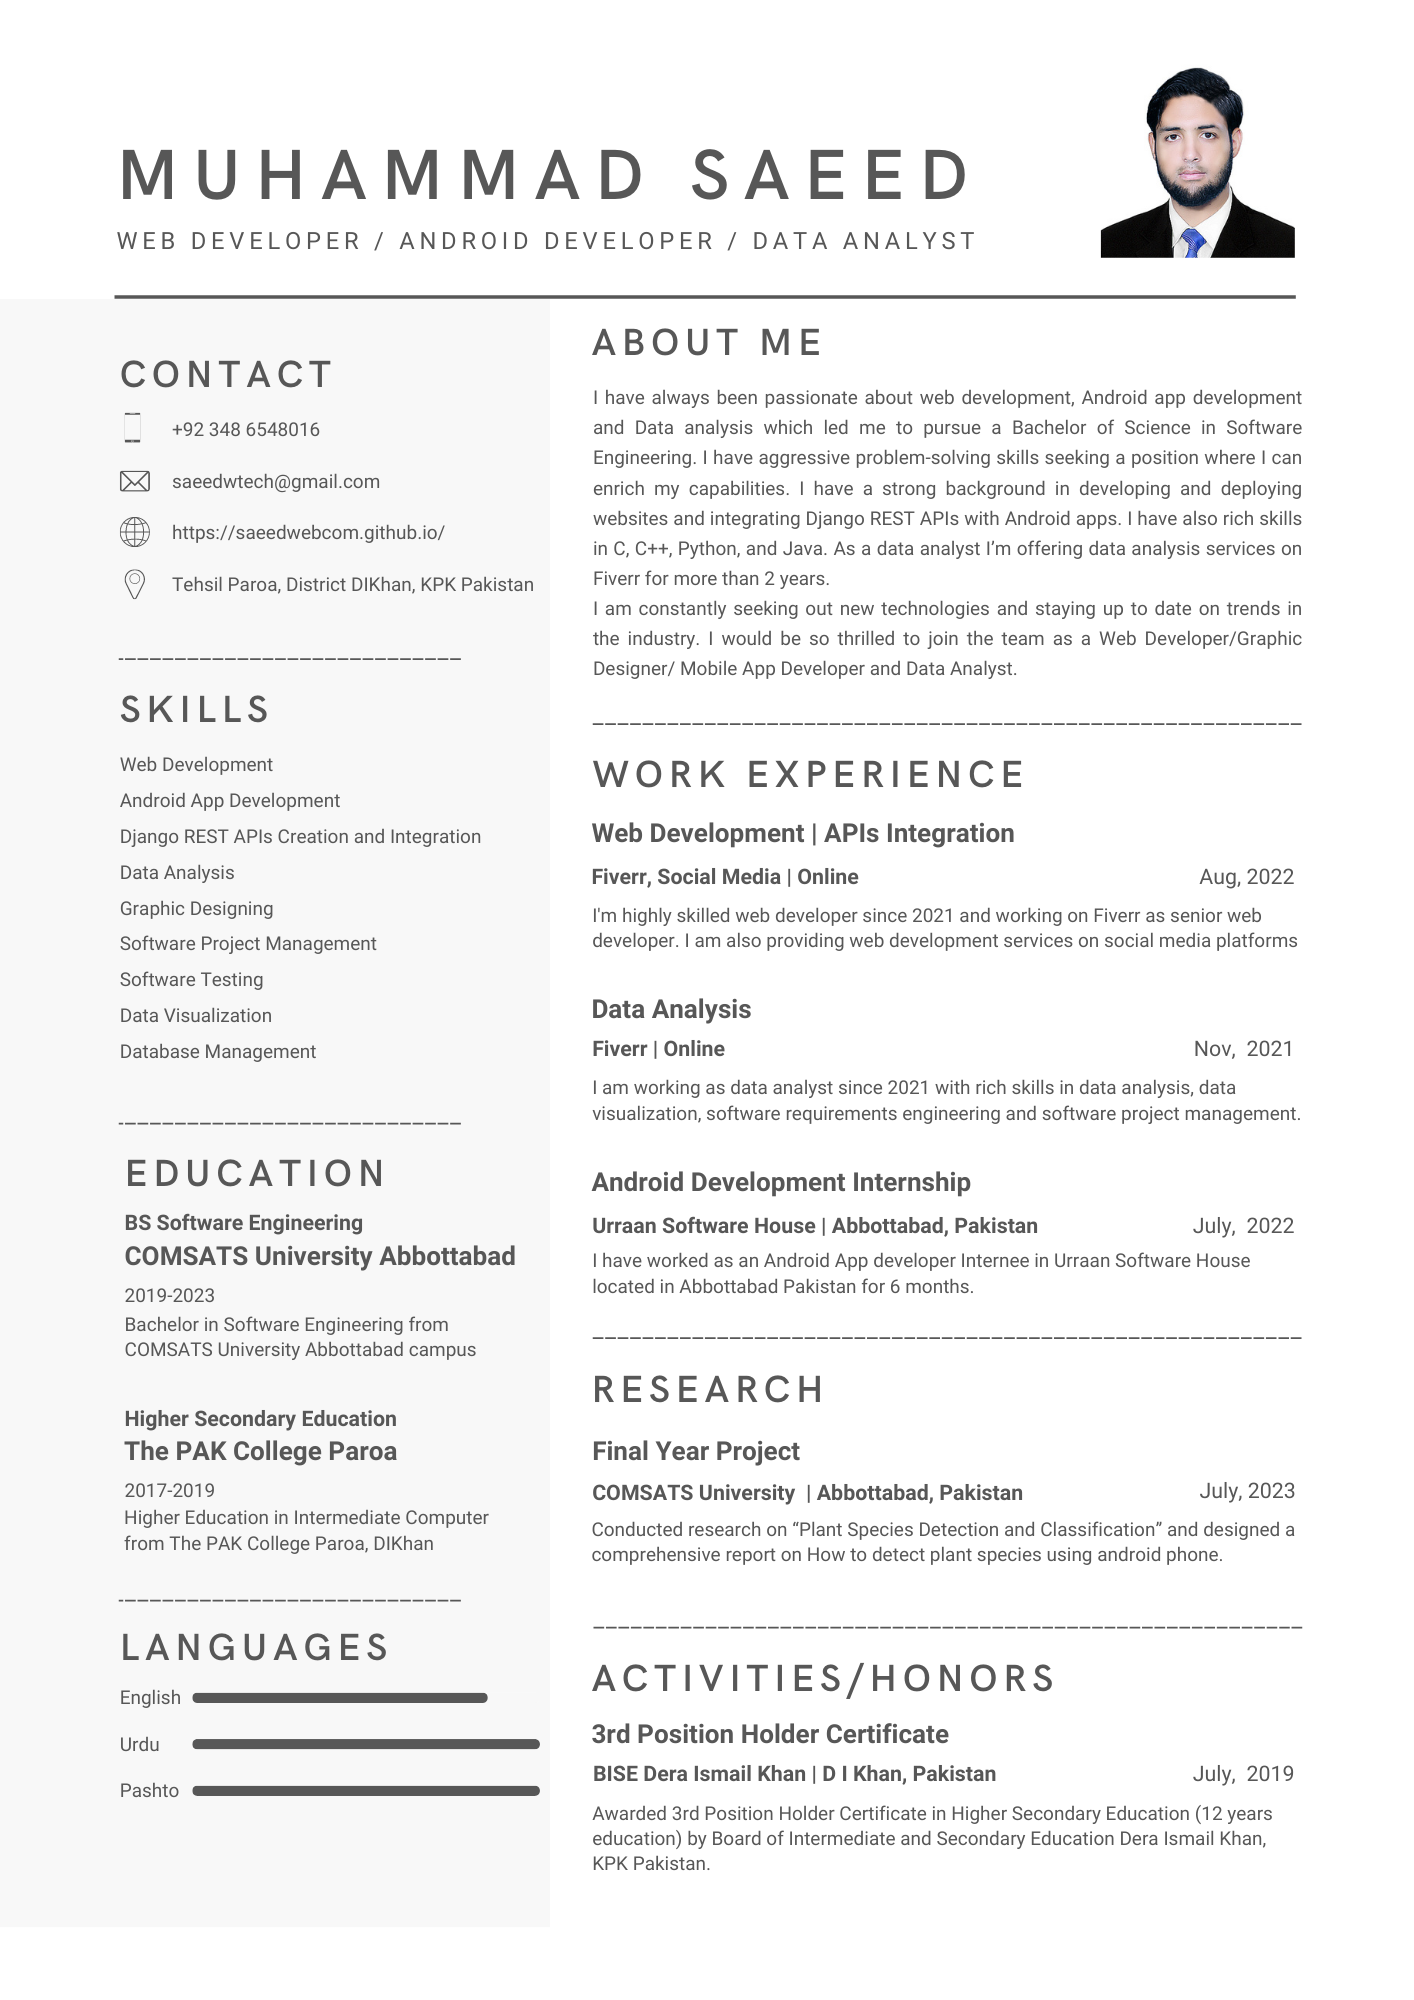 MUHAMMAD SAEED
WEB DEVELOPER / ANDROID DEVELOPER / DATA ANALYST
CONTACT
+92 348 6548016
saeedwtech@gmail.com
https://saeedwebcom.github.io/
Tehsil Paroa, District DIKhan, KPK Pakistan
SKILLS
Web Development
Android App Development
Django REST APIs Creation and Integration
Data Analysis
Graphic Designing
Software Project Management
Software Testing
Data Visualization
Database Management
EDUCATION
BS Software Engineering
COMSATS University Abbottabad
2019-2023
Bachelor in Software Engineering from
COMSATS University Abbottabad campus
Higher Secondary Education
The PAK College Paroa
2017-2019
Higher Education in Intermediate Computer
from The PAK College Paroa, DIKhan
LANGUAGES
English
Urdu
Pashto
ABOUT ME
I have always been passionate about web development, Android app development
and Data analysis which led me to pursue a Bachelor of Science in Software
Engineering. I have aggressive problem-solving skills seeking a position where I can
enrich my capabilities. I have a strong background in developing and deploying
websites and integrating Django REST APIs with Android apps. I have also rich skills
in C, C++, Python, and Java. As a data analyst I’m offering data analysis services on
Fiverr for more than 2 years.
I am constantly seeking out new technologies and staying up to date on trends in
the industry. I would be so thrilled to join the team as a Web Developer/Graphic
Designer/ Mobile App Developer and Data Analyst.
WORK EXPERIENCE
Web Development | APIs Integration
Fiverr, Social Media | Online Aug, 2022
I'm highly skilled web developer since 2021 and working on Fiverr as senior web
developer. I am also providing web development services on social media platforms
Data Analysis
Fiverr | Online Nov, 2021
I am working as data analyst since 2021 with rich skills in data analysis, data
visualization, software requirements engineering and software project management.
Android Development Internship
Urraan Software House | Abbottabad, Pakistan July, 2022
I have worked as an Android App developer Internee in Urraan Software House
located in Abbottabad Pakistan for 6 months.
RESEARCH
Final Year Project
COMSATS University | Abbottabad, Pakistan July, 2023
Conducted research on “Plant Species Detection and Classification” and designed a
comprehensive report on How to detect plant species using android phone.
ACTIVITIES/HONORS
3rd Position Holder Certificate
BISE Dera Ismail Khan | D I Khan, Pakistan July, 2019
Awarded 3rd Position Holder Certificate in Higher Secondary Education (12 years
education) by Board of Intermediate and Secondary Education Dera Ismail Khan,
KPK Pakistan.